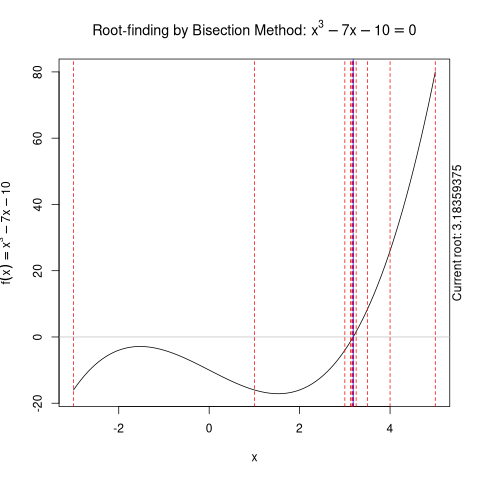 Root-finding by Bisection Method: x³ − 7x − 10 = 0
f(x) = x³ − 7x − 10
80
60
40
20
0
-20
-2
0
2
4
x
Current root: 3.18359375